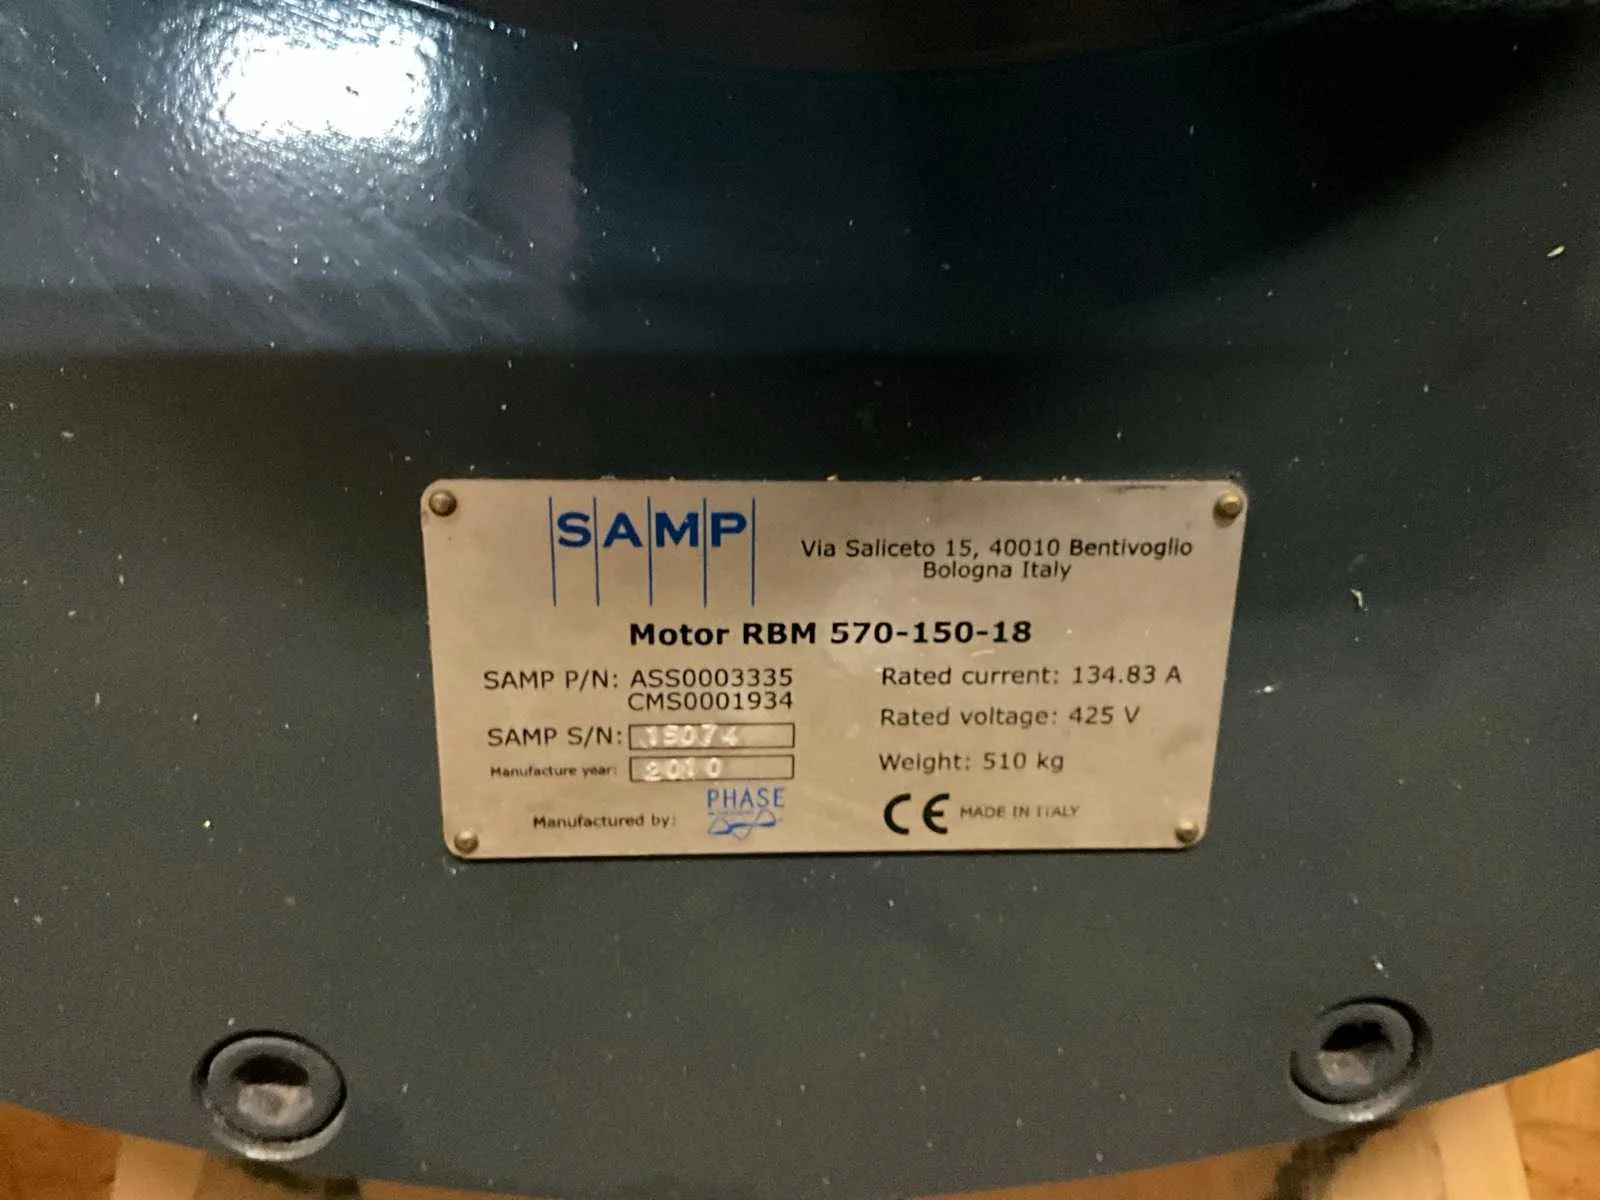 SAMP
Via Saliceto 15, 40010 Bentivoglio
Bologna Italy
Motor RBM 570-150-18
SAMP P/N: ASS0003335
CMS0001934
SAMP S/N: 15074
Manufacture year: 2010
Manufactured by: PHASE
Rated current: 134.83 A
Rated voltage: 425 V
Weight: 510 kg
CE MADE IN ITALY